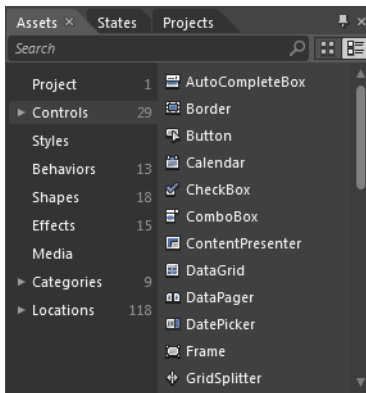 Assets × States Projects
Search
Project 1
Controls 29
Styles
Behaviors 13
Shapes 18
Effects 15
Media
Categories 9
Locations 118
AutoCompleteBox
Border
Button
Calendar
CheckBox
ComboBox
ContentPresenter
DataGrid
DataPager
DatePicker
Frame
GridSplitter